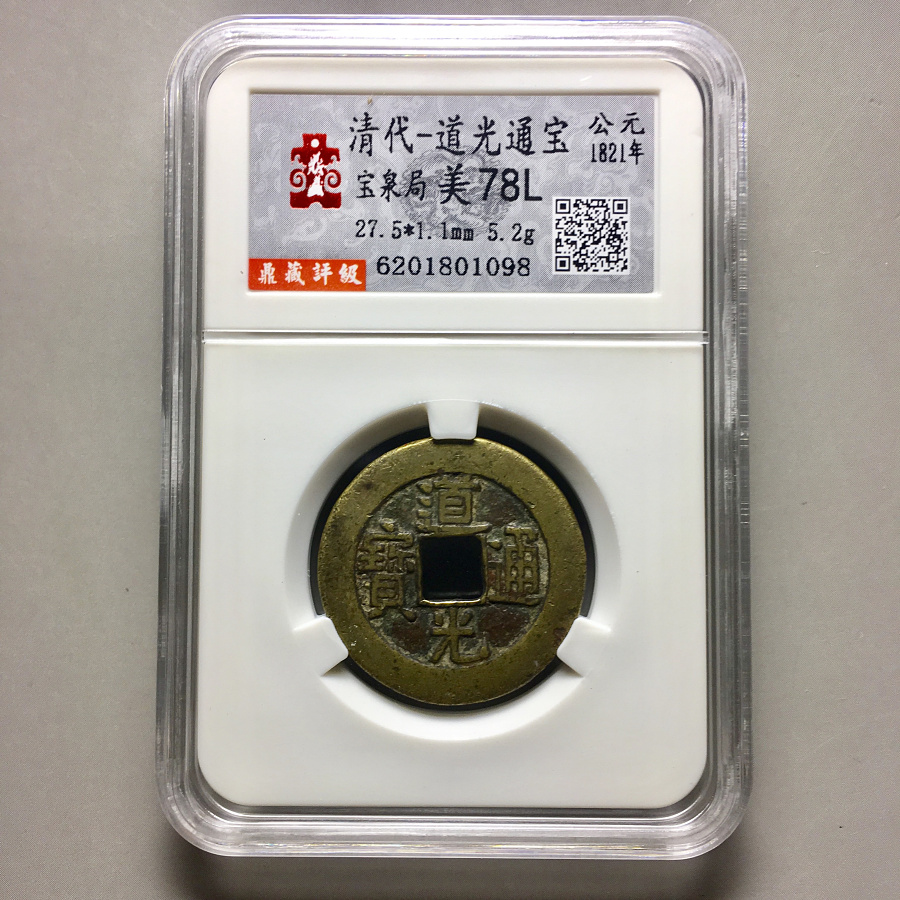 清代-道光通宝
公元
1821年
宝泉局 美78L
27.5*1.1mm 5.2g
鼎藏評級 6201801098
道光通寶